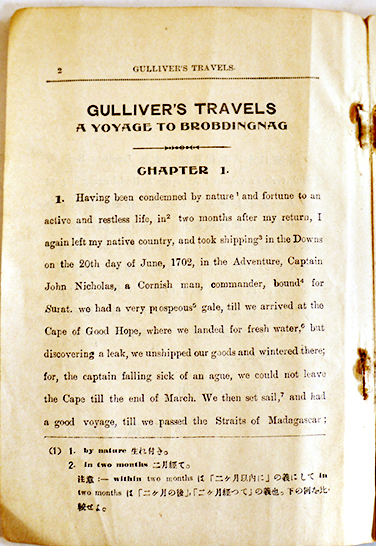 2 GULLIVER'S TRAVELS.
GULLIVER'S TRAVELS
A VOYAGE TO BROBDINGNAG
CHAPTER 1.
1. Having been condemned by nature¹ and fortune to an
active and restless life, in² two months after my return, I
again left my native country, and took shipping³ in the Downs
on the 20th day of June, 1702, in the Adventure, Captain
John Nicholas, a Cornish man, commander, bound⁴ for
Surat. we had a very prospeous⁵ gale, till we arrived at the
Cape of Good Hope, where we landed for fresh water,⁶ but
discovering a leak, we unshipped our goods and wintered there;
for, the captain falling sick of an ague, we could not leave
the Cape till the end of March. We then set sail,⁷ and had
a good voyage, till we passed the Straits of Madagascar;
(1) 1. by nature 生れ付き。
2. in two months 二月經て。
注意:— within two months は「二ケ月以内に」の義にして in
two months は「二ケ月の後」「二ケ月經つて」の義也。下の例を比
較せよ。